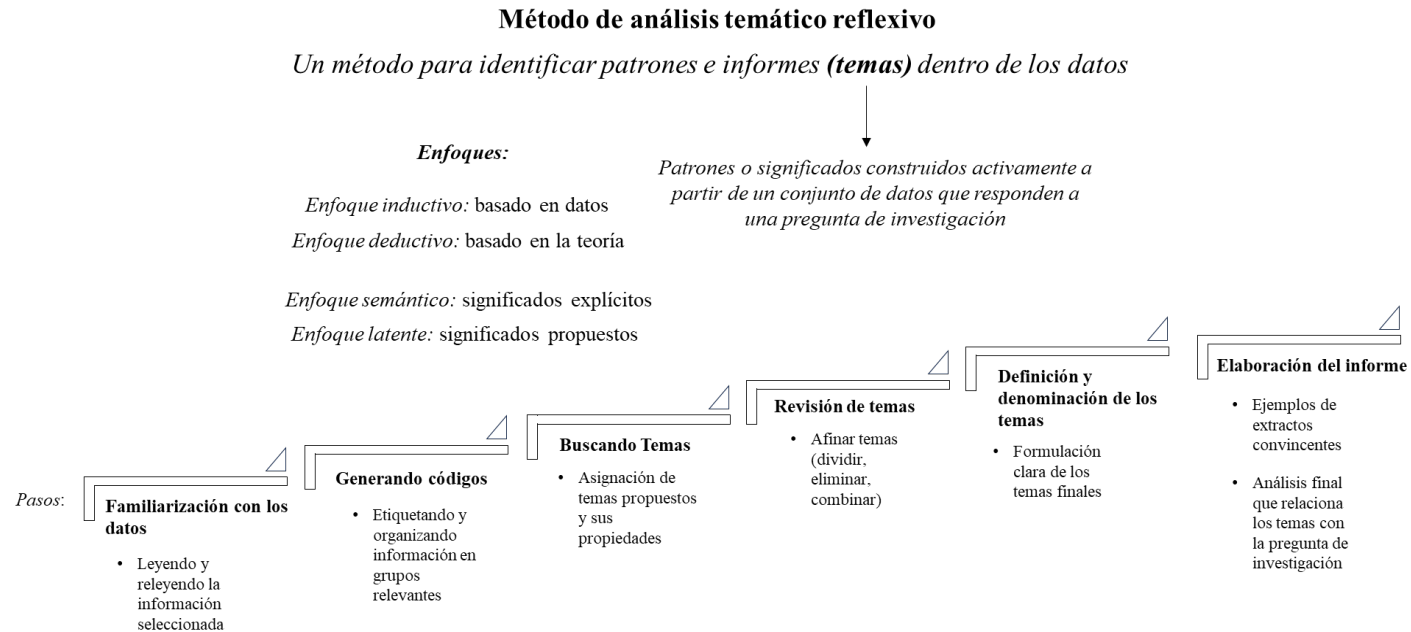 Método de análisis temático reflexivo
Un método para identificar patrones e informes (temas) dentro de los datos
Enfoques:
Enfoque inductivo: basado en datos
Enfoque deductivo: basado en la teoría
Enfoque semántico: significados explícitos
Enfoque latente: significados propuestos
Patrones o significados construidos activamente a
partir de un conjunto de datos que responden a
una pregunta de investigación
Pasos:
Familiarización con los
datos
• Leyendo y
releyendo la
información
seleccionada
Generando códigos
• Etiquetando y
organizando
información en
grupos
relevantes
Buscando Temas
• Asignación de
temas propuestos
y sus
propiedades
Revisión de temas
• Afinar temas
(dividir,
eliminar,
combinar)
Definición y
denominación de los
temas
• Formulación
clara de los
temas finales
Elaboración del informe
• Ejemplos de
extractos
convincentes
• Análisis final
que relaciona
los temas con
la pregunta de
investigación